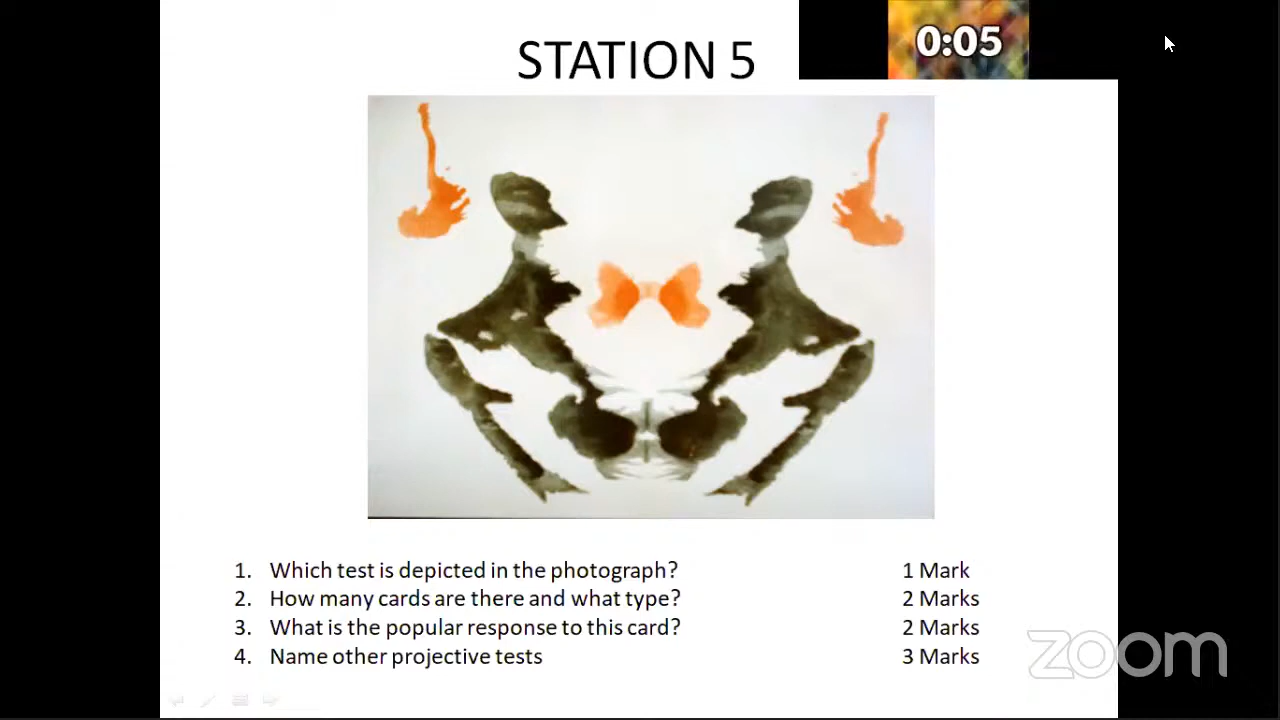 STATION 5
0:05
1. Which test is depicted in the photograph? 1 Mark
2. How many cards are there and what type? 2 Marks
3. What is the popular response to this card? 2 Marks
4. Name other projective tests 3 Marks
zoom